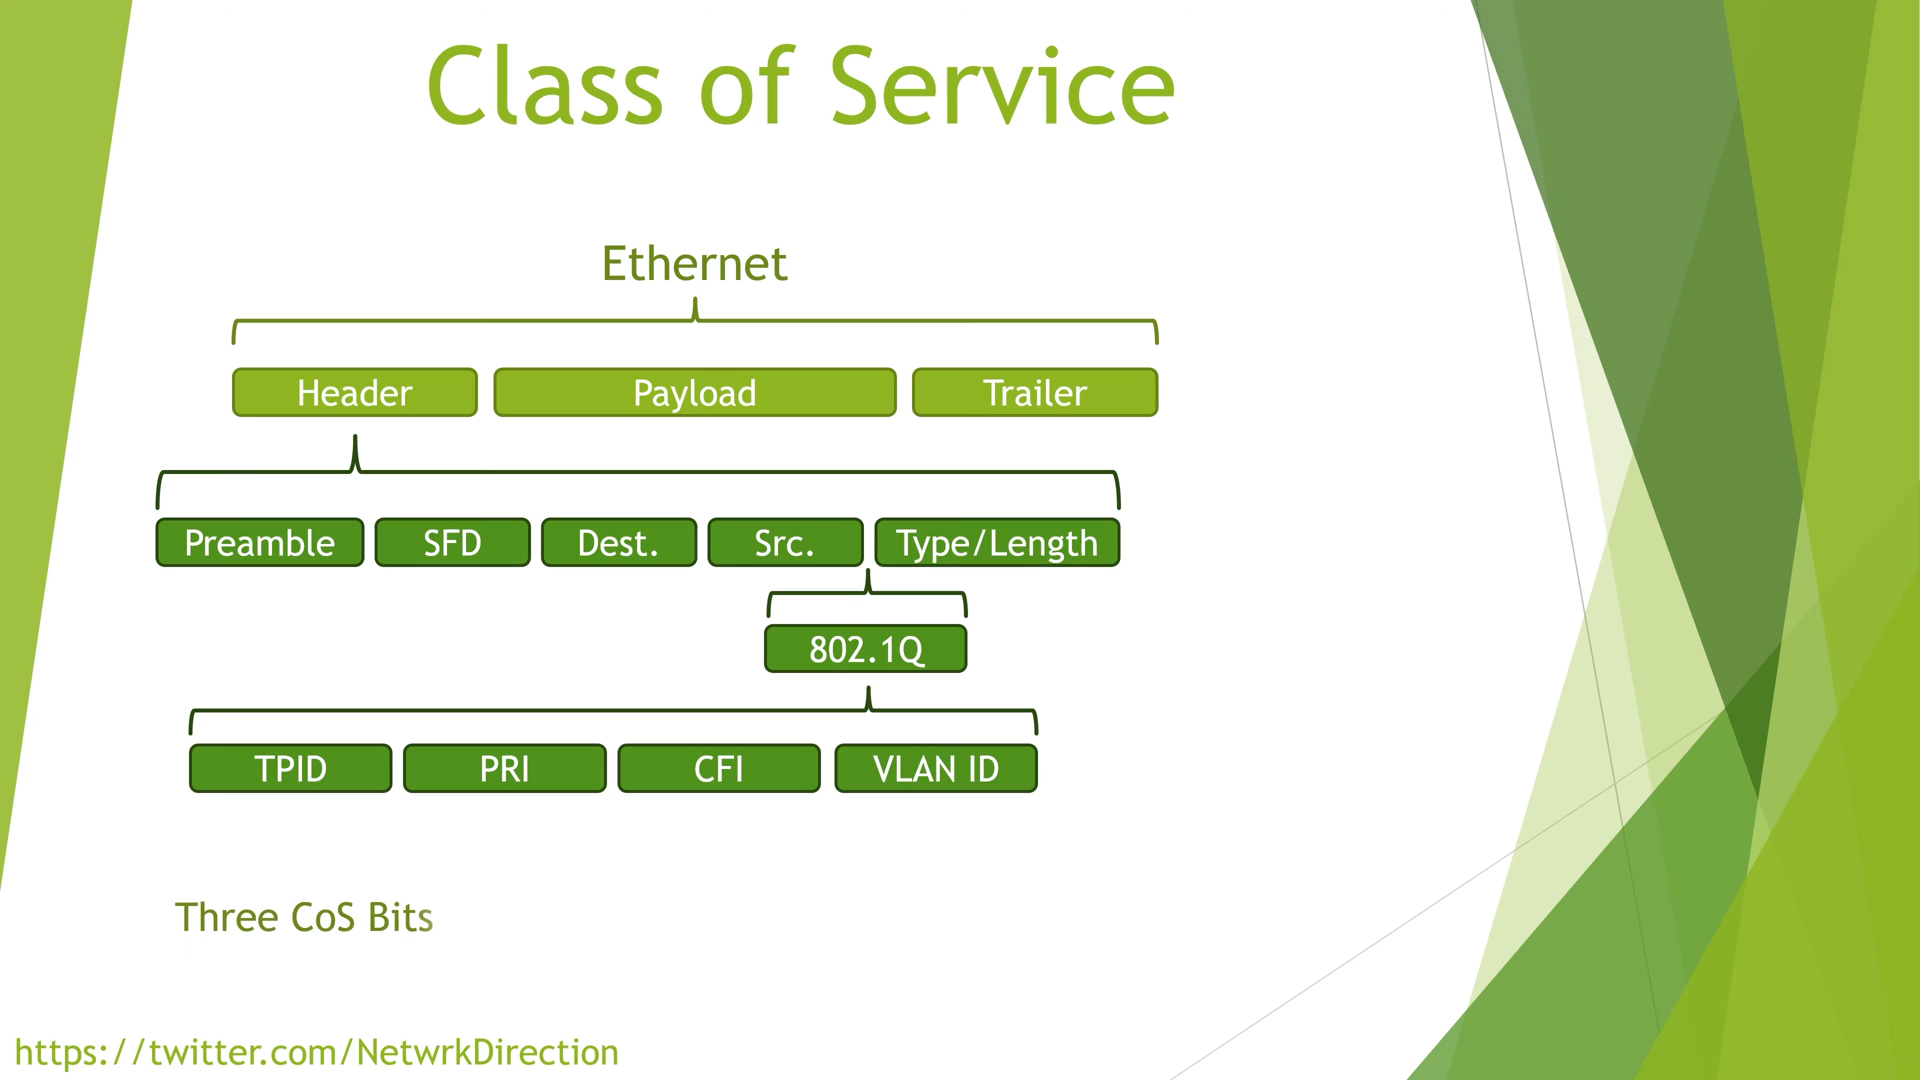 Class of Service
Ethernet
Header Payload Trailer
Preamble SFD Dest. Src. Type/Length
802.1Q
TPID PRI CFI VLAN ID
Three CoS Bits
https://twitter.com/NetwrkDirection